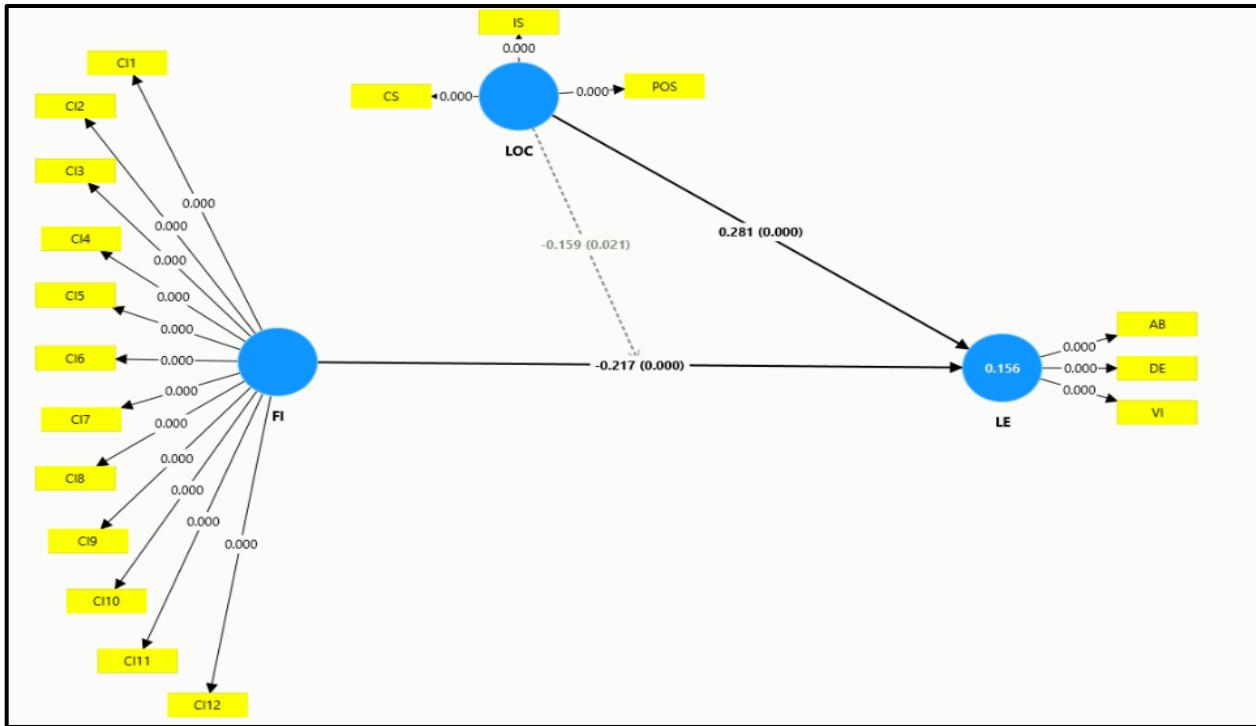 IS
0.000
CS
0.000
0.000
POS
LOC
CI1
CI2
CI3
CI4
CI5
CI6
CI7
CI8
CI9
CI10
CI11
CI12
0.000
0.000
0.000
0.000
0.000
0.000
0.000
0.000
0.000
0.000
0.000
0.000
FI
-0.159 (0.021)
0.281 (0.000)
-0.217 (0.000)
0.156
LE
0.000
0.000
0.000
AB
DE
VI